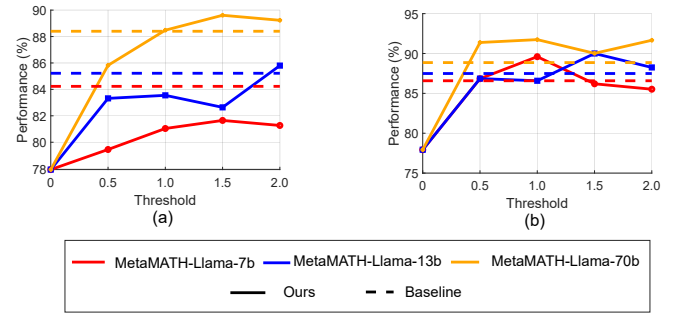 90
88
86
84
82
80
78
Performance (%)
0
0.5
1.0
1.5
2.0
Threshold
(a)
95
90
85
80
75
Performance (%)
0
0.5
1.0
1.5
2.0
Threshold
(b)
MetaMATH-Llama-7b
MetaMATH-Llama-13b
MetaMATH-Llama-70b
Ours
Baseline